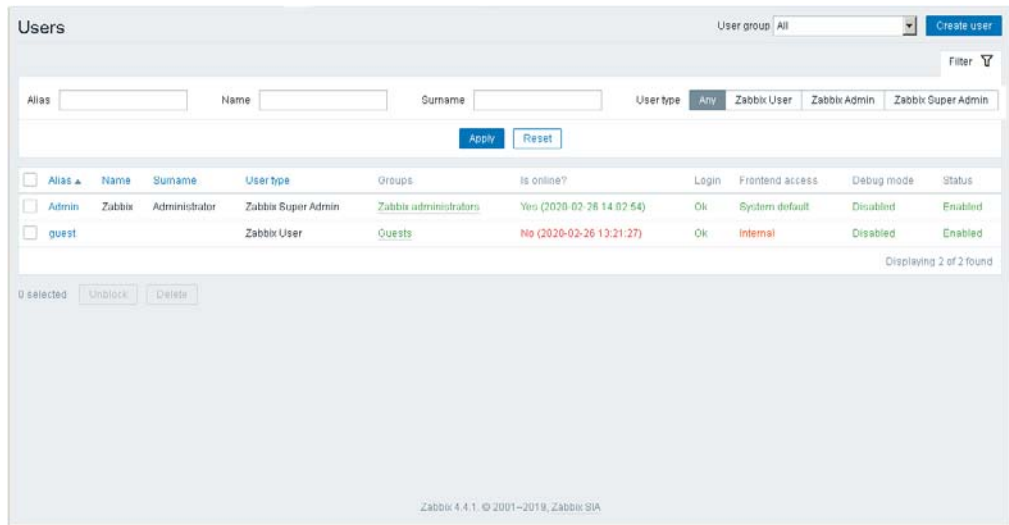 Users User group All Create user
Filter
Alias Name Surname User type Any Zabbix User Zabbix Admin Zabbix Super Admin
Apply Reset
Alias Name Surname User type Groups Is online? Login Frontend access Debug mode Status
Admin Zabbix Administrator Zabbix Super Admin Zabbix administrators Yes (2020-02-26 14:02:54) Ok System default Disabled Enabled
guest Zabbix User Guests No (2020-02-26 13:21:27) Ok Internal Disabled Enabled
Displaying 2 of 2 found
0 selected Unblock Delete
Zabbix 4.4.1. © 2001–2019, Zabbix SIA